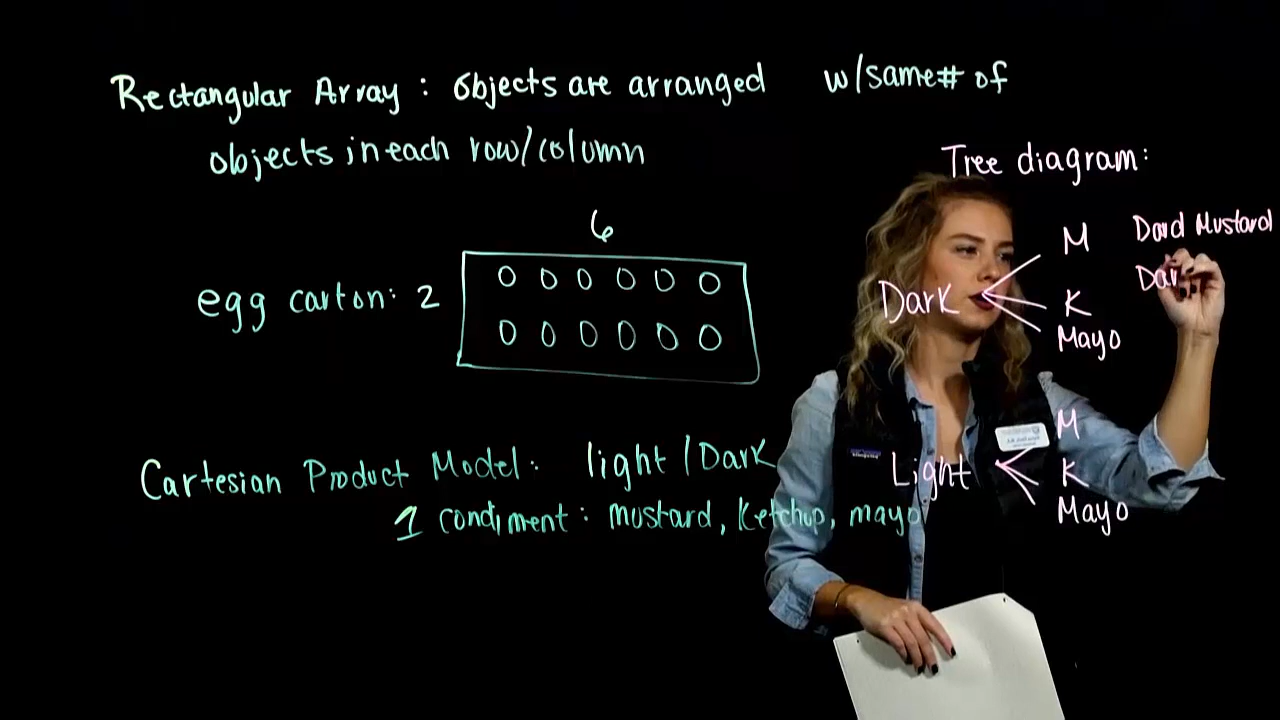 Rectangular Array : objects are arranged w/same# of
objects in each row/column
Tree diagram:
6
M Dard Mustard
egg carton: 2
Dark K Dar
Mayo
M
Cartesian Product Model: light/Dark
Light K
1 condiment: mustard, ketchup, mayo
Mayo